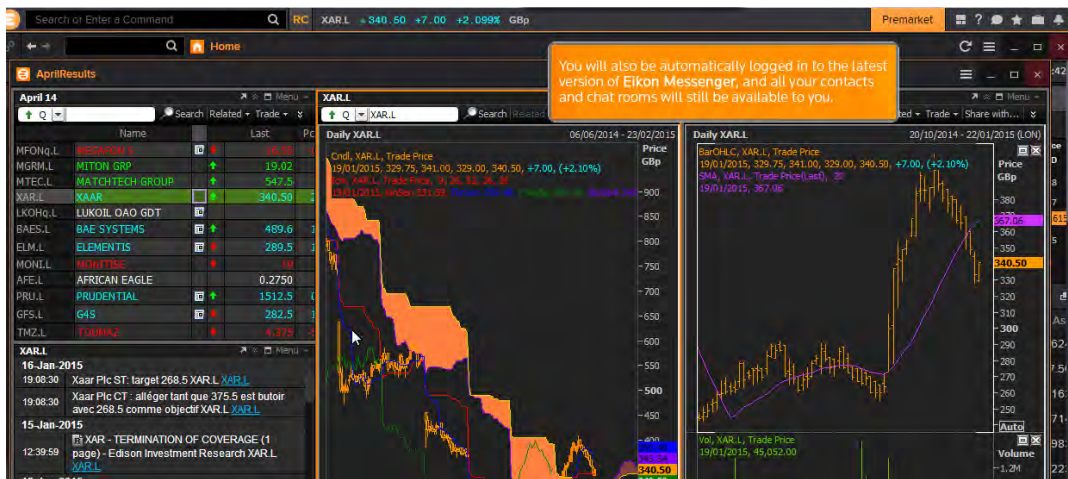 Search or Enter a Command
RC XAR.L 340.50 +7.00 +2.099% GBp
Premarket
Home
You will also be automatically logged in to the latest
version of Eikon Messenger, and all your contacts
and chat rooms will still be available to you.
AprilResults
April 14
Menu
Q Search Related Trade
Name Last
MFONq.L
MGRM.L MITON GRP 19.02
MTEC.L MATCHTECH GROUP 547.5
XAR.L XAAR 340.50
LKOHq.L LUKOIL OAO GDT
BAES.L BAE SYSTEMS 489.6
ELM.L ELEMENTIS 289.5
MONI.L MONITISE
AFE.L AFRICAN EAGLE 0.2750
PRU.L PRUDENTIAL 1512.5
GFS.L G4S 282.5
TMZ.L
XAR.L
Menu
16-Jan-2015
19:08:30 Xaar Plc ST: target 268.5 XAR.L XAR.L
19:08:30 Xaar Plc CT : alléger tant que 375.5 est butoir
avec 268.5 comme objectif XAR.L XAR.L
15-Jan-2015
12:39:59 XAR - TERMINATION OF COVERAGE (1
page) - Edison Investment Research XAR.L
XAR.L
XAR.L
Q XAR.L Search
Daily XAR.L 06/06/2014 - 23/02/2015
Price
GBp
Cndl, XAR.L, Trade Price
19/01/2015, 329.75, 341.00, 329.00, 340.50, +7.00, (+2.10%)
900
850
800
750
700
650
600
550
500
450
400
340.50
Menu
Trade Share with...
Daily XAR.L 20/10/2014 - 22/01/2015 (LON)
BarOHLC, XAR.L, Trade Price
19/01/2015, 329.75, 341.00, 329.00, 340.50, +7.00, (+2.10%)
SMA, XAR.L, Trade Price(Last), 20
19/01/2015, 367.06
Price
GBp
380
367.06
360
350
340.50
330
320
310
300
290
280
270
260
250
Auto
Vol, XAR.L, Trade Price
19/01/2015, 45,052.00
Volume
1.2M